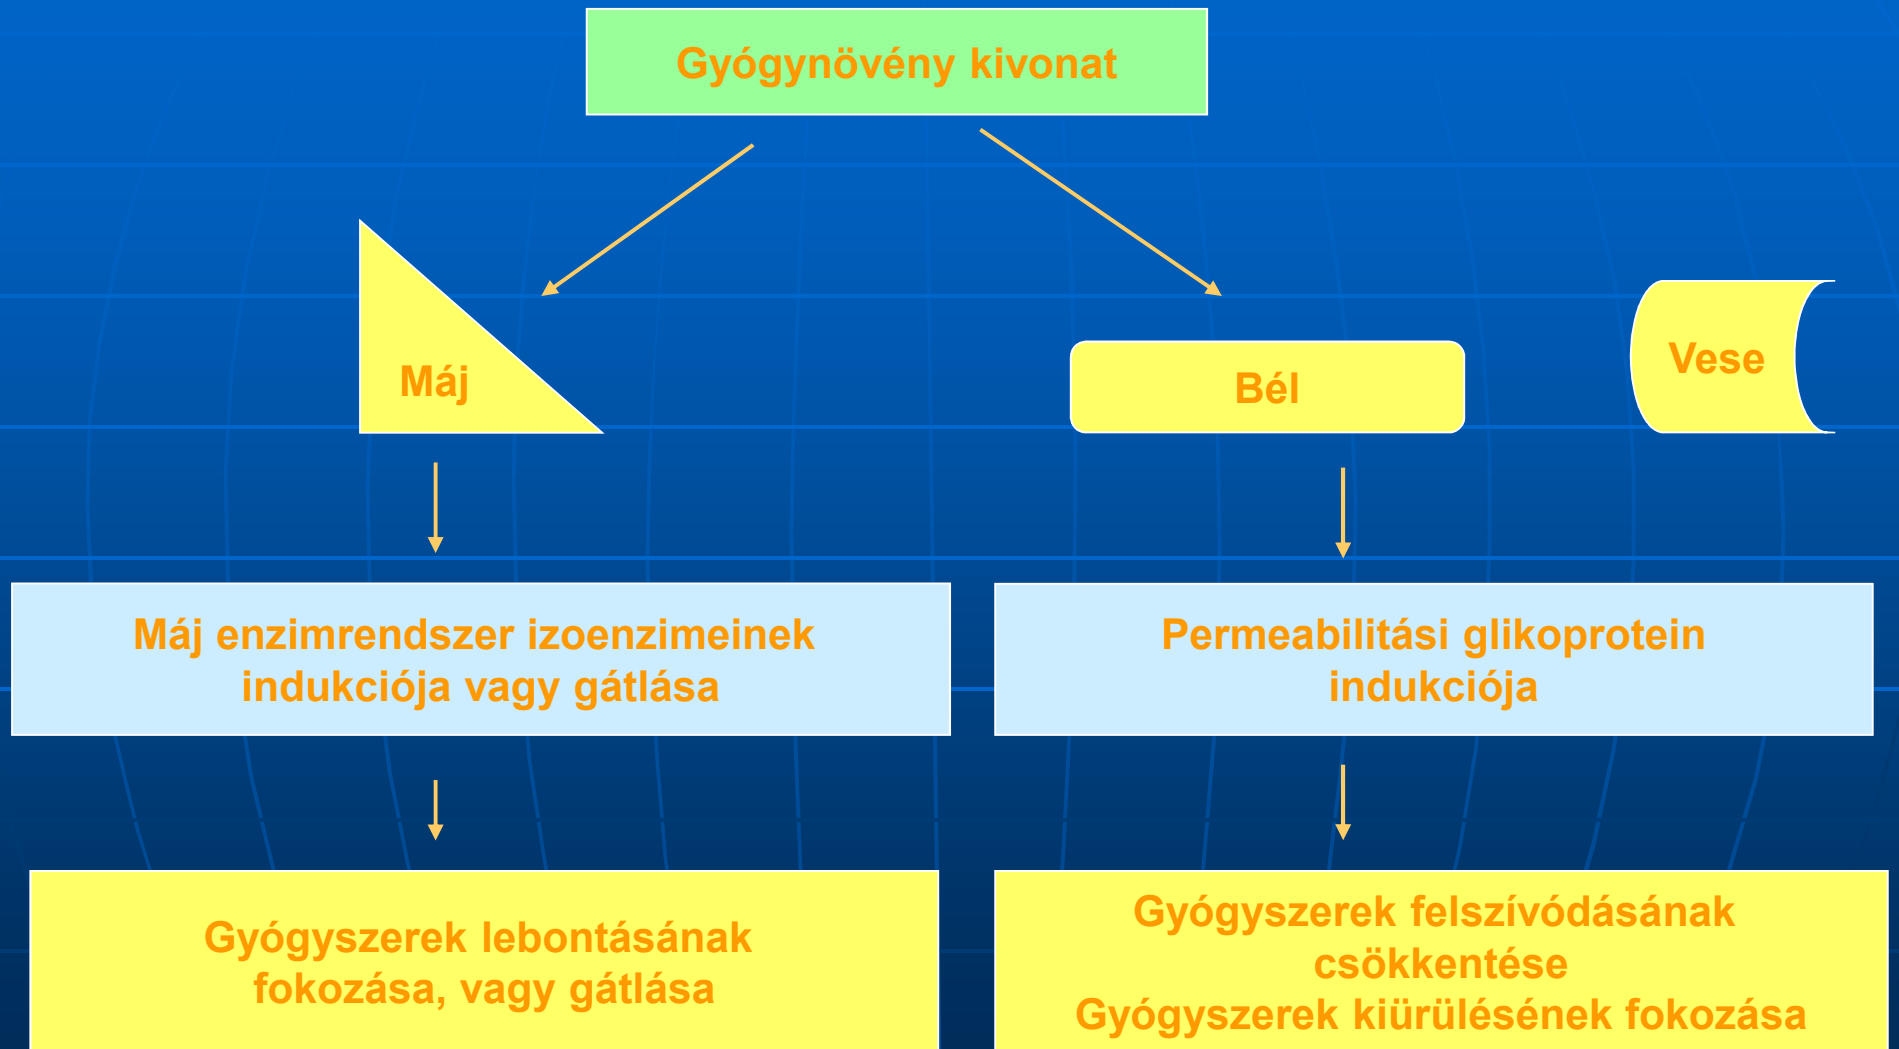 Gyógynövény kivonat
Máj
Bél
Vese
Máj enzimrendszer izoenzimeinek
indukciója vagy gátlása
Permeabilitási glikoprotein
indukciója
Gyógyszerek lebontásának
fokozása, vagy gátlása
Gyógyszerek felszívódásának
csökkentése
Gyógyszerek kiürülésének fokozása